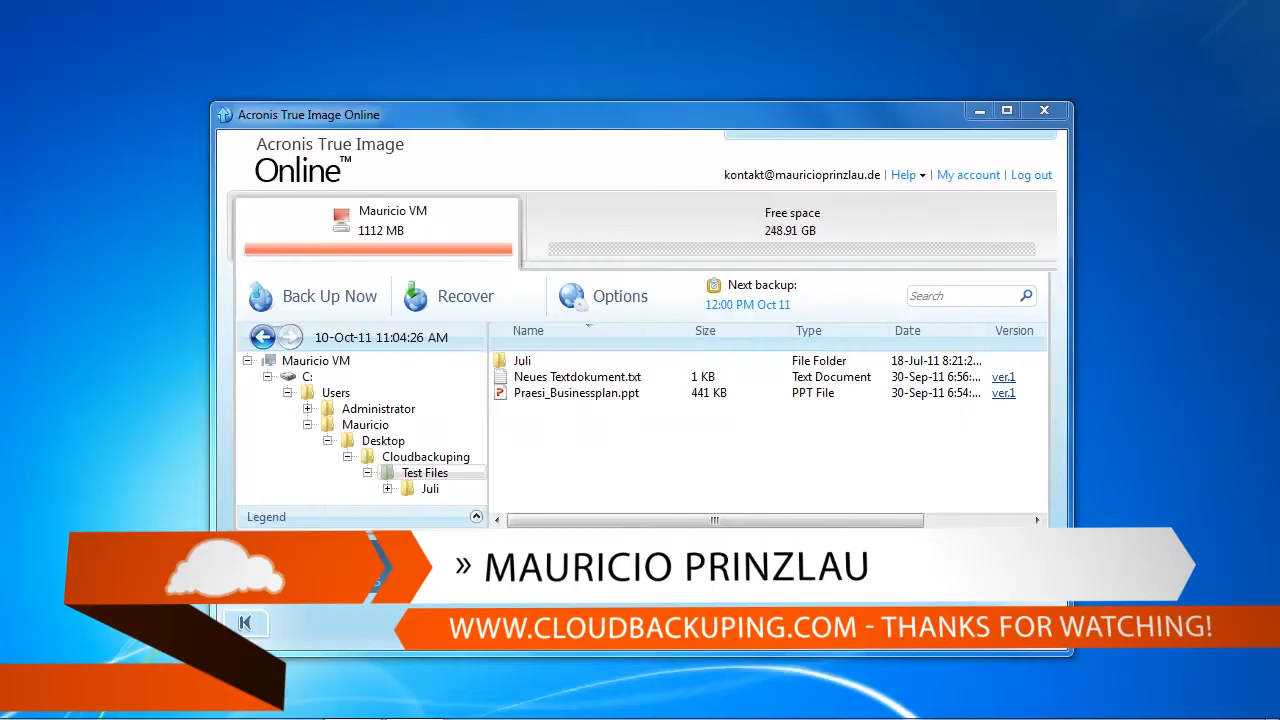 Acronis True Image Online
Acronis True Image
Online™
kontakt@mauricioprinzlau.de | Help | My account | Log out
Mauricio VM
1112 MB
Free space
248.91 GB
Back Up Now
Recover
Options
Next backup:
12:00 PM Oct 11
Search
10-Oct-11 11:04:26 AM
Name Size Type Date Version
Mauricio VM
C:
Users
Administrator
Mauricio
Desktop
Cloudbackuping
Test Files
Juli
Juli File Folder 18-Jul-11 8:21:2...
Neues Textdokument.txt 1 KB Text Document 30-Sep-11 6:56:... ver.1
Praesi_Businessplan.ppt 441 KB PPT File 30-Sep-11 6:54:... ver.1
Legend
» MAURICIO PRINZLAU
WWW.CLOUDBACKUPING.COM - THANKS FOR WATCHING!